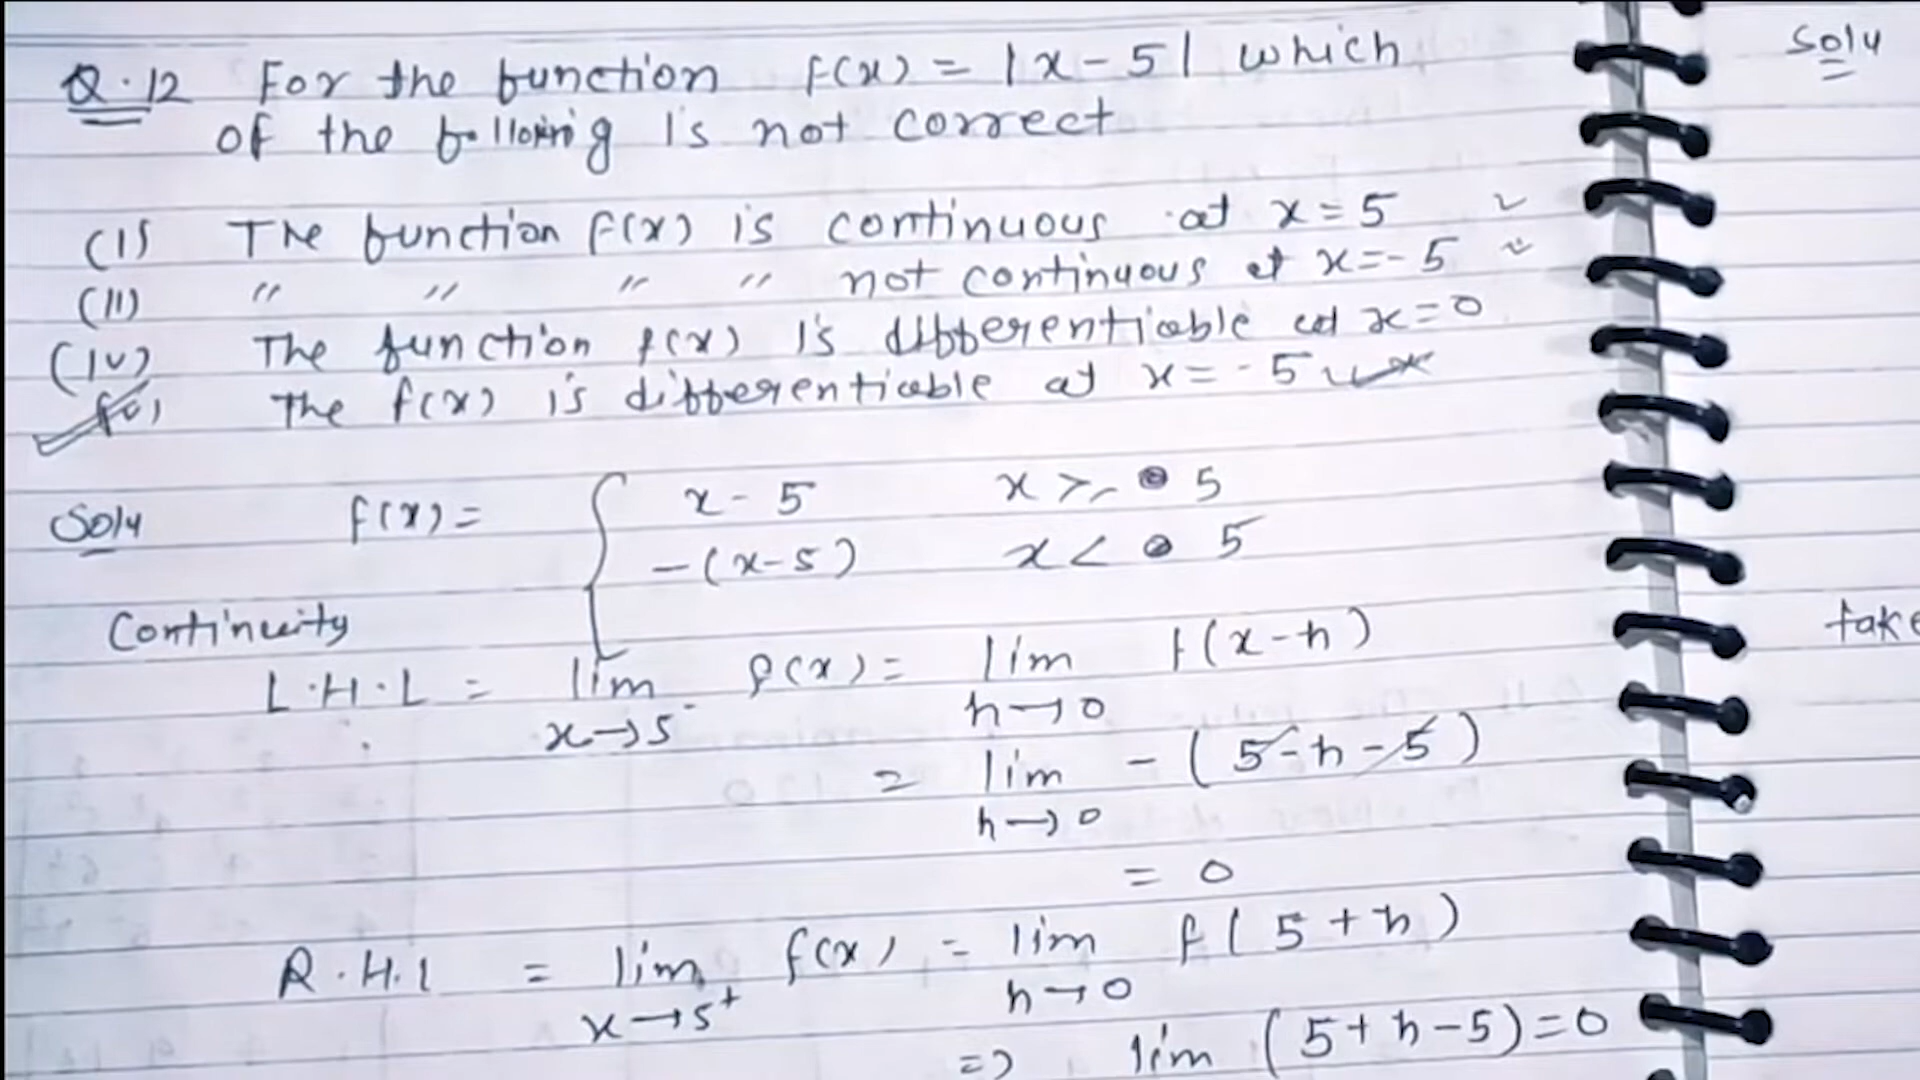 Q.12 For the function f(x) = |x-5| which
of the following is not correct
(i) The function f(x) is continuous at x=5
(ii) " " " " not continuous at x=-5
(iv) The function f(x) is differentiable at x=0
The f(x) is differentiable at x=-5
Soln f(x)= { x-5 x ≥ 5
-(x-5) x < 5
Continuity
L.H.L = lim x→5⁻ f(x) = lim h→0 f(x-h)
= lim h→0 -(5-h-5)
= 0
R.H.L = lim x→5⁺ f(x) = lim h→0 f(5+h)
=> lim (5+h-5)=0
Soln
take